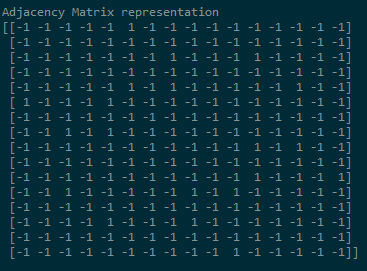 Adjacency Matrix representation
[[-1 -1 -1 -1 -1  1 -1 -1 -1 -1 -1 -1 -1 -1 -1 -1]
 [-1 -1 -1 -1 -1 -1 -1 -1 -1 -1 -1 -1 -1 -1 -1 -1]
 [-1 -1 -1 -1 -1 -1 -1  1 -1 -1 -1  1 -1 -1 -1 -1]
 [-1 -1 -1 -1 -1 -1 -1  1 -1 -1 -1 -1 -1 -1 -1 -1]
 [-1 -1 -1 -1 -1  1 -1 -1 -1  1 -1  1 -1  1 -1 -1]
 [ 1 -1 -1 -1  1 -1 -1 -1 -1 -1 -1 -1 -1 -1 -1 -1]
 [-1 -1 -1 -1 -1 -1 -1 -1 -1 -1 -1 -1 -1 -1 -1 -1]
 [-1 -1  1  1 -1 -1 -1 -1 -1 -1 -1 -1 -1 -1 -1 -1]
 [-1 -1 -1 -1 -1 -1 -1 -1 -1 -1 -1 -1 -1 -1 -1 -1]
 [-1 -1 -1 -1  1 -1 -1 -1 -1 -1 -1  1  1 -1 -1 -1]
 [-1 -1 -1 -1 -1 -1 -1 -1 -1 -1 -1 -1  1  1 -1  1]
 [-1 -1  1 -1  1 -1 -1 -1 -1  1 -1 -1 -1 -1 -1 -1]
 [-1 -1 -1 -1 -1 -1 -1 -1 -1  1  1 -1 -1 -1 -1 -1]
 [-1 -1 -1 -1  1 -1 -1 -1 -1 -1  1 -1 -1 -1 -1 -1]
 [-1 -1 -1 -1 -1 -1 -1 -1 -1 -1 -1 -1 -1 -1 -1 -1]
 [-1 -1 -1 -1 -1 -1 -1 -1 -1 -1  1 -1 -1 -1 -1 -1]]